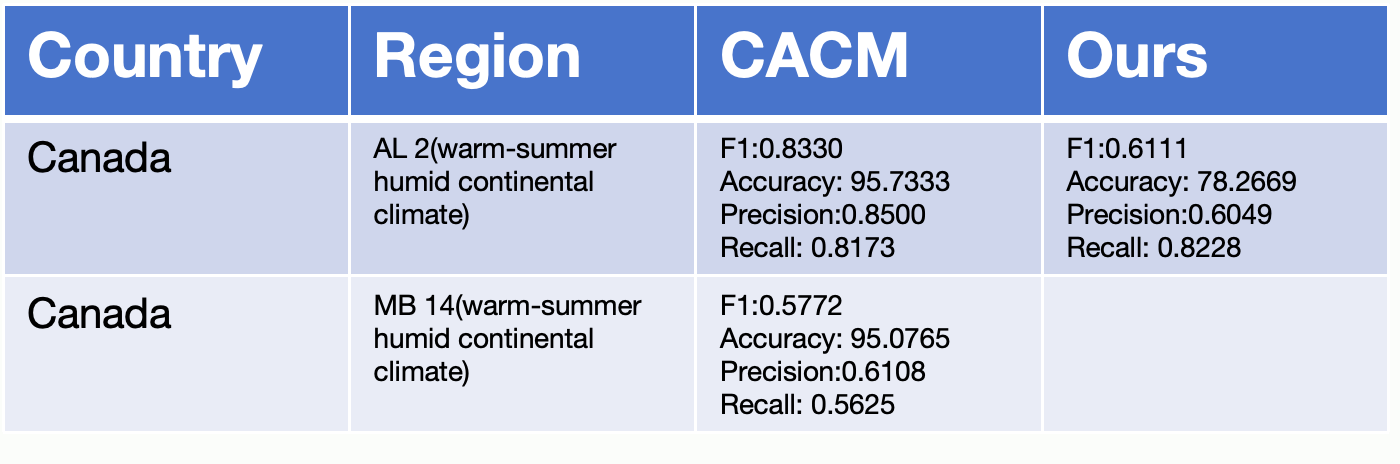 Country
Region
CACM
Ours
Canada
AL 2(warm-summer
humid continental
climate)
F1:0.8330
Accuracy: 95.7333
Precision:0.8500
Recall: 0.8173
F1:0.6111
Accuracy: 78.2669
Precision:0.6049
Recall: 0.8228
Canada
MB 14(warm-summer
humid continental
climate)
F1:0.5772
Accuracy: 95.0765
Precision:0.6108
Recall: 0.5625